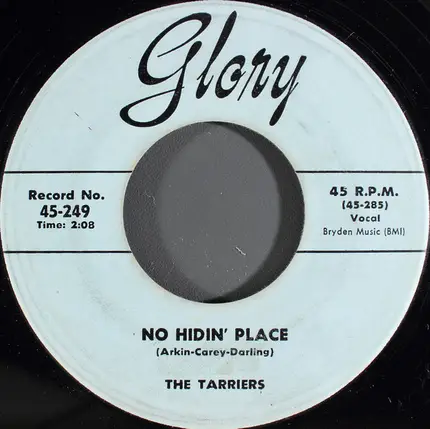 Glory
Record No.
45-249
Time: 2:08
45 R.P.M.
(45-285)
Vocal
Bryden Music (BMI)
NO HIDIN' PLACE
(Arkin-Carey-Darling)
THE TARRIERS